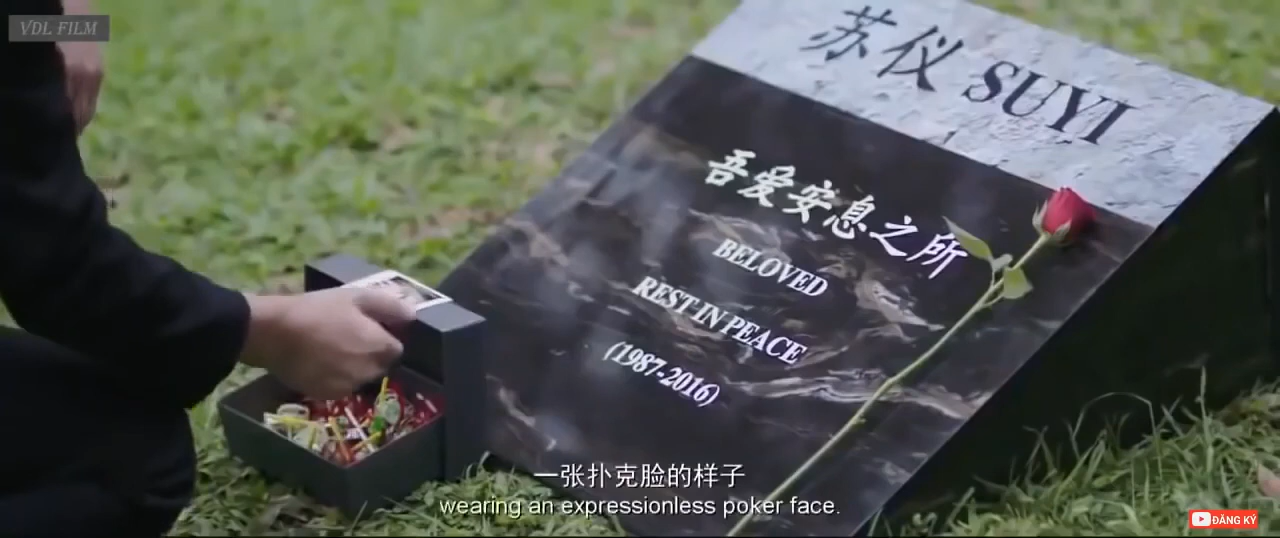 VDL FILM
苏仪 SUYI
吾爱安息之所
BELOVED
REST IN PEACE
(1987-2016)
一张扑克脸的样子
wearing an expressionless poker face.
ĐĂNG KÝ